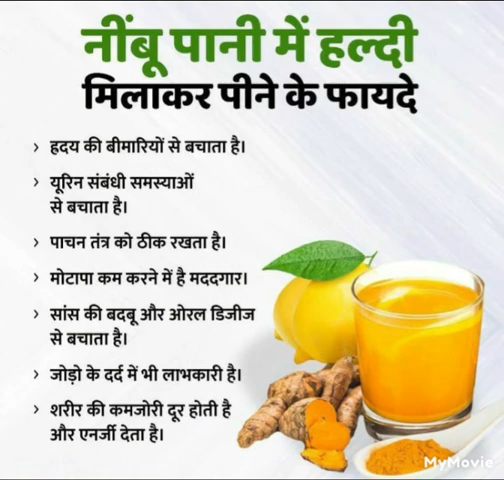 नींबू पानी में हल्दी
मिलाकर पीने के फायदे
› हृदय की बीमारियों से बचाता है।
› यूरिन संबंधी समस्याओं
से बचाता है।
› पाचन तंत्र को ठीक रखता है।
› मोटापा कम करने में है मददगार।
› सांस की बदबू और ओरल डिजीज
से बचाता है।
› जोड़ो के दर्द में भी लाभकारी है।
› शरीर की कमजोरी दूर होती है
और एनर्जी देता है।
MyMovie